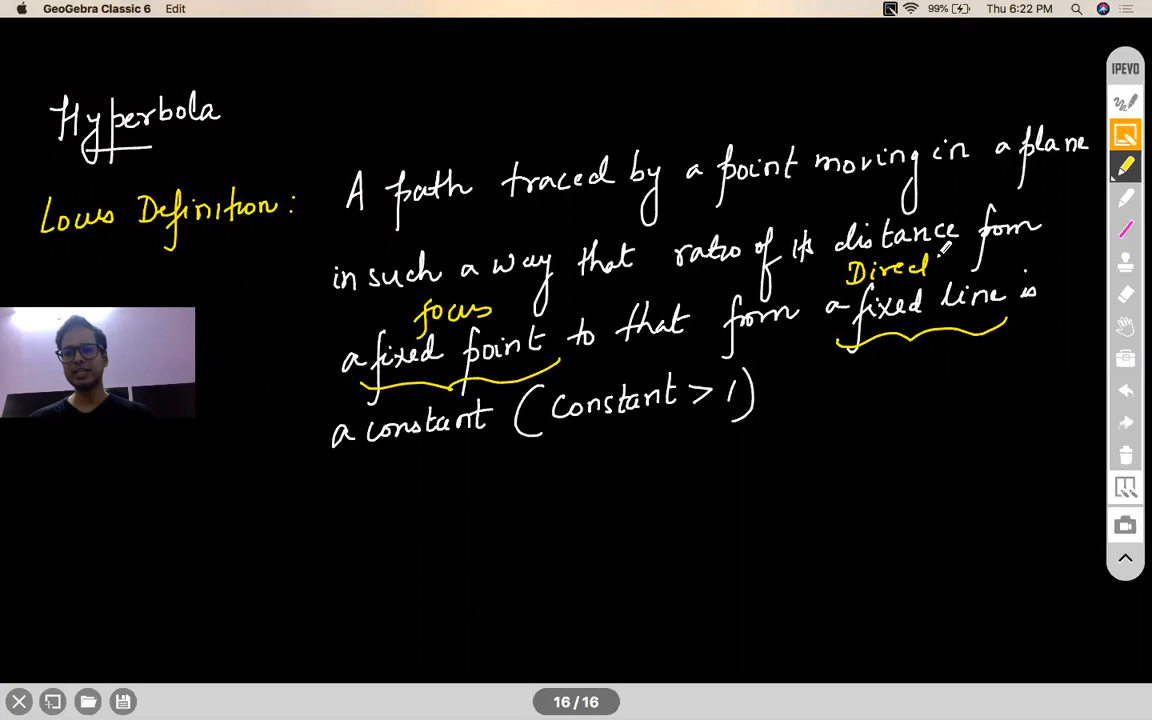 GeoGebra Classic 6 Edit 99% Thu 6:22 PM
IPEVO
Hyperbola
Locus Definition:
A path traced by a point moving in a plane
in such a way that ratio of its distance from
focus
Direct
a fixed point to that from a fixed line is
a constant (constant > 1)
16 / 16